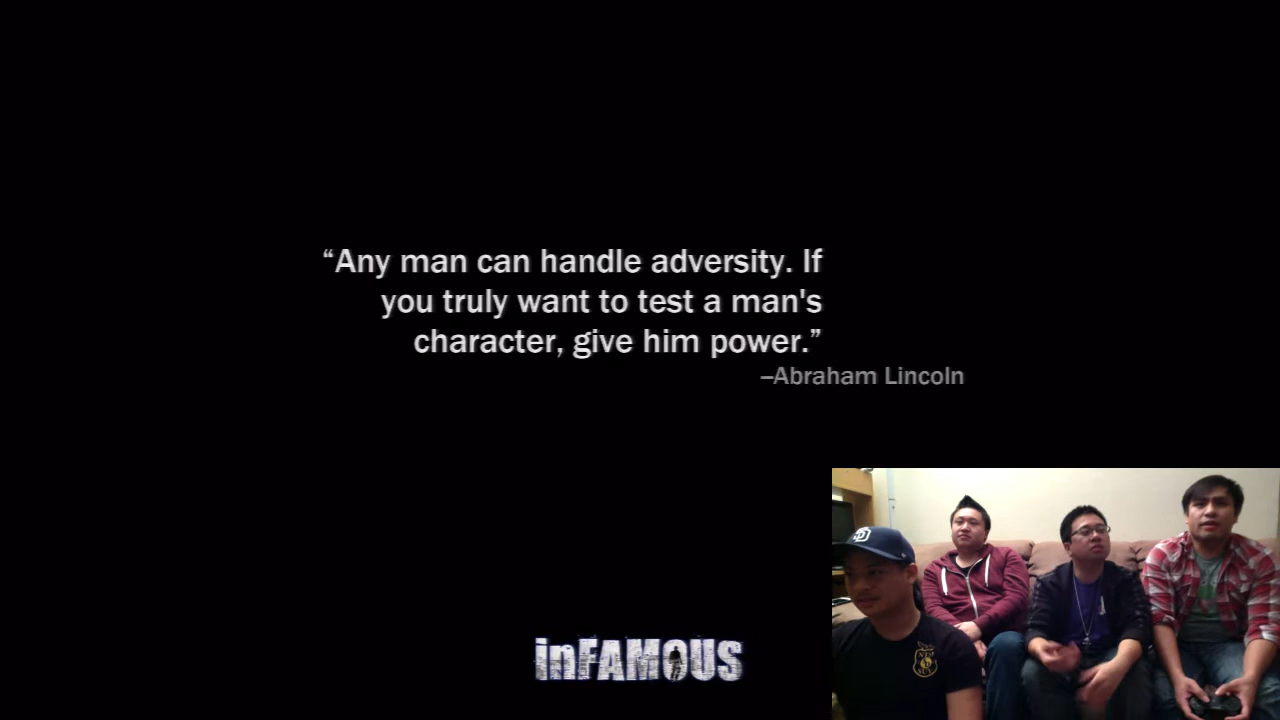 “Any man can handle adversity. If
you truly want to test a man's
character, give him power.”
–Abraham Lincoln
inFAMOUS
SD